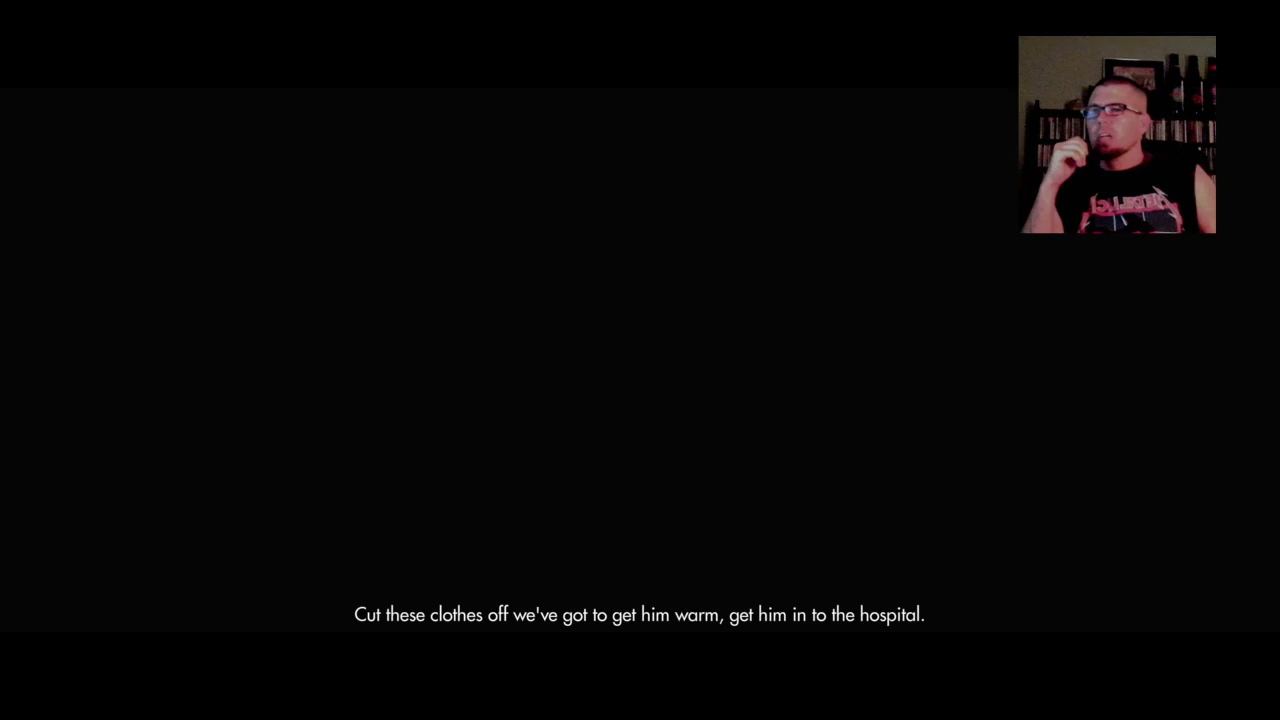 Cut these clothes off we've got to get him warm, get him in to the hospital.